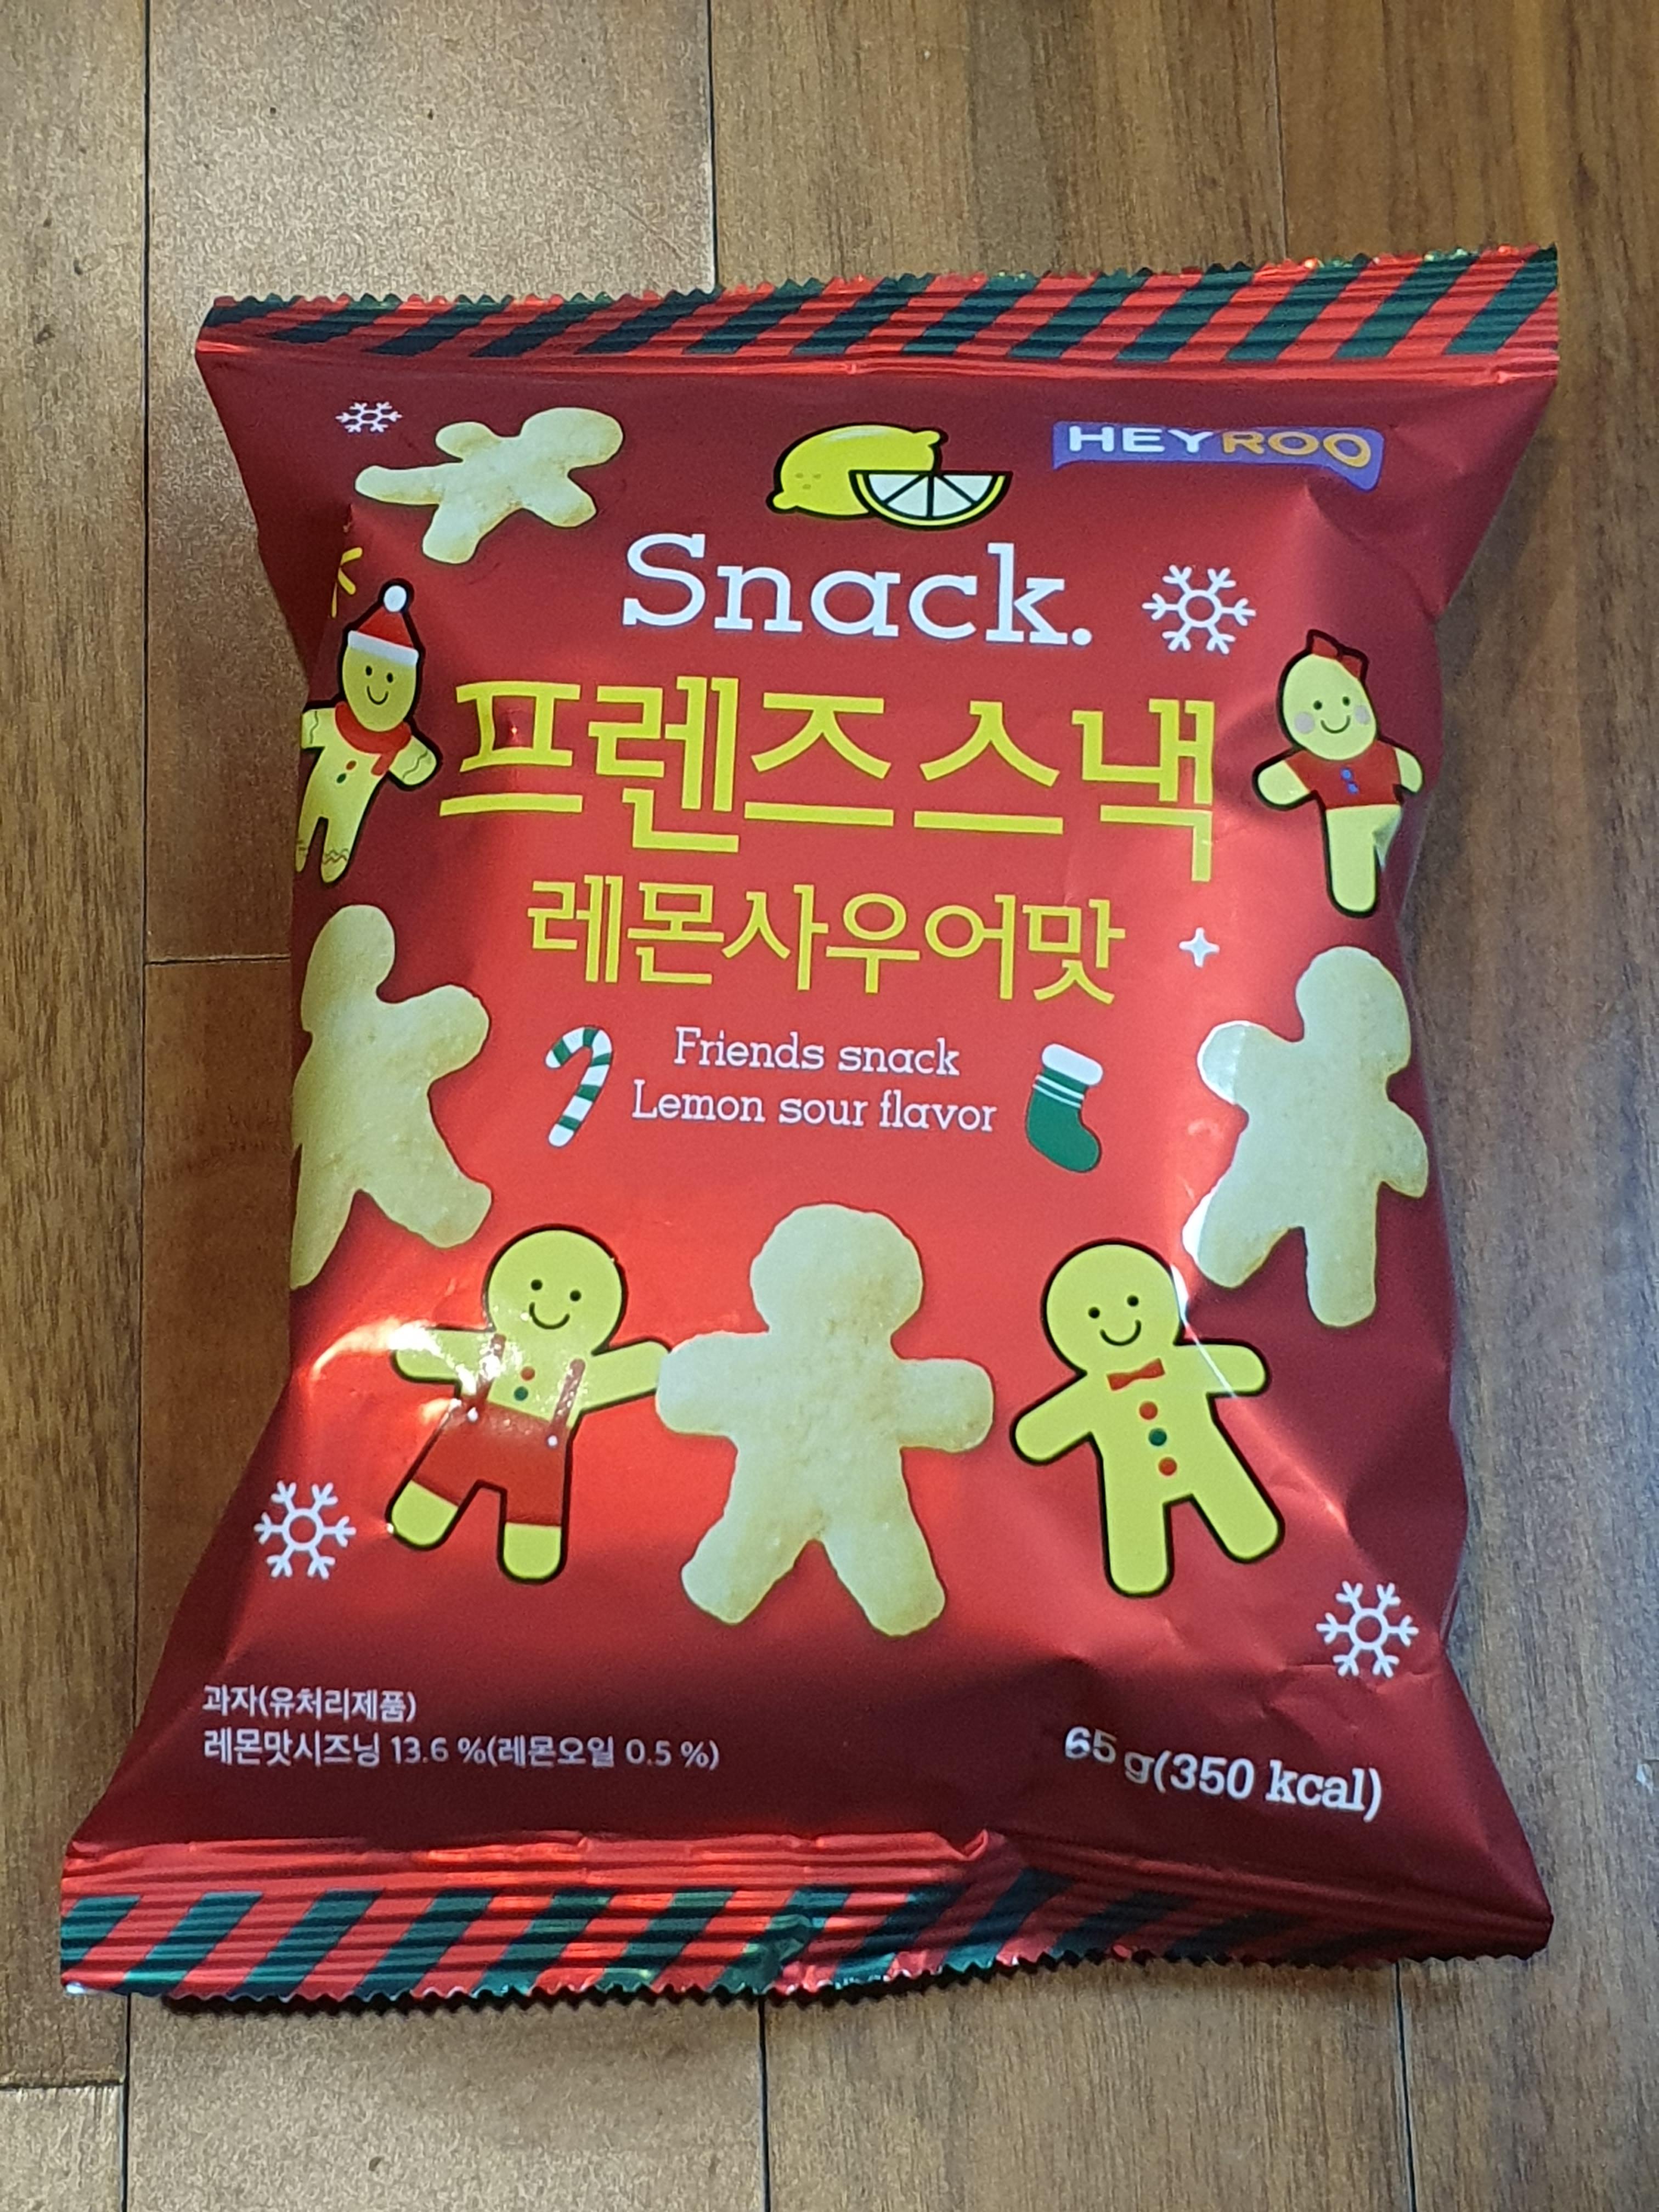 HEYROO
Snack.
프렌즈스낵
레몬사우어맛
Friends snack
Lemon sour flavor
과자(유처리제품)
레몬맛시즈닝 13.6 %(레몬오일 0.5 %)
65 g(350 kcal)